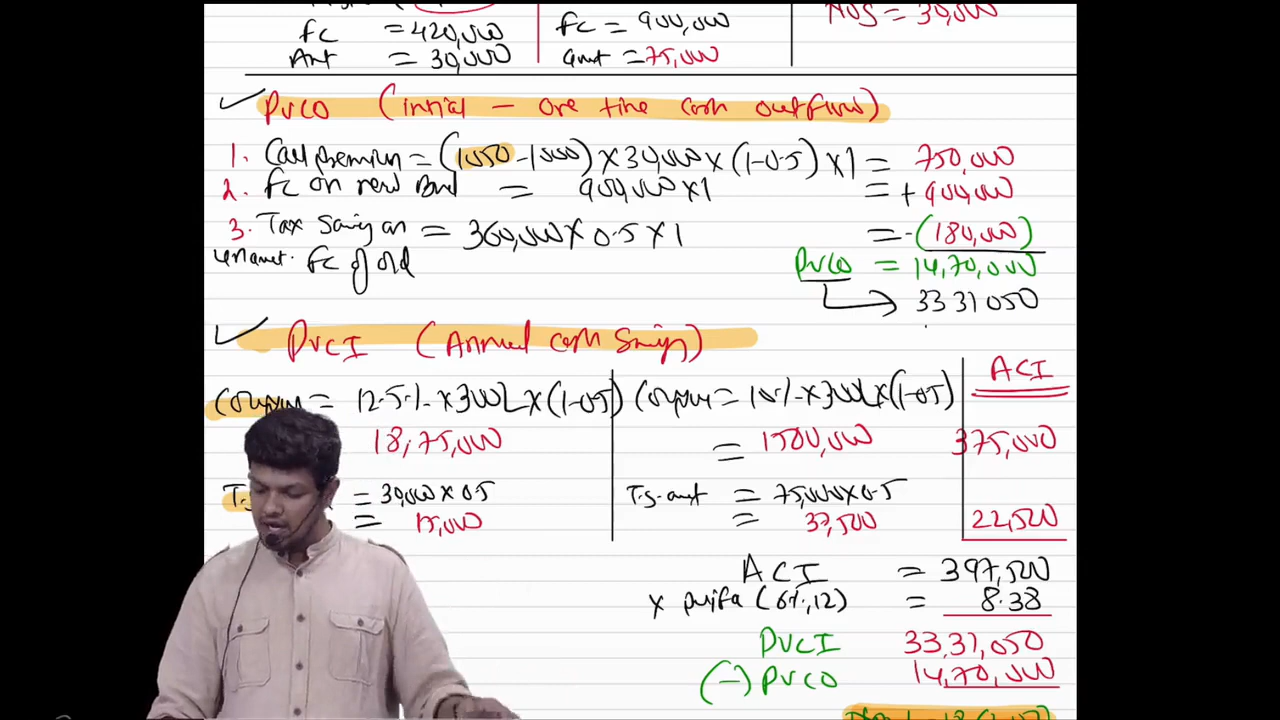 fc = 420,000
fc = 900,000
Nos = 30,000
Amt = 30,000
amt = 75,000
✓ PVCO (initial - one time cash outflow)
1. Call premium = (1050 - 1000) × 30,000 × (1-0.5) × 1 = 750,000
2. fc on new Bond = 900,000 × 1 = + 900,000
3. Tax Saving on = 360,000 × 0.5 × 1 = - (180,000)
unamt. fc of old
PVCO = 14,70,000
33 31 050
✓ PVCI (Annual cash Savings)
ACI
Coupon = 12.5% × 300L × (1-0.5)
Coupon = 10% × 300L × (1-0.5)
18,75,000
= 1500,000
375,000
T.S = 30,000 × 0.5
T.s-amt = 75,000 × 0.5
= 15,000
= 37,500
22,500
ACI = 397,500
× pvifa (6%, 12) = 8.38
PVCI 33,31,050
(-) PVCO 14,70,000